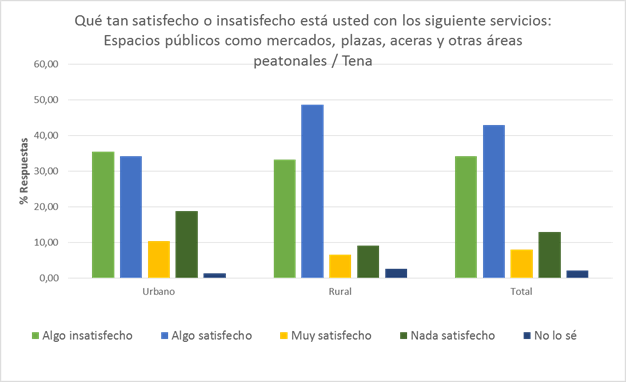 Qué tan satisfecho o insatisfecho está usted con los siguiente servicios:
Espacios públicos como mercados, plazas, aceras y otras áreas
peatonales / Tena
60,00
50,00
40,00
30,00
20,00
10,00
0,00
% Respuestas
Urbano Rural Total
Algo insatisfecho Algo satisfecho Muy satisfecho Nada satisfecho No lo sé